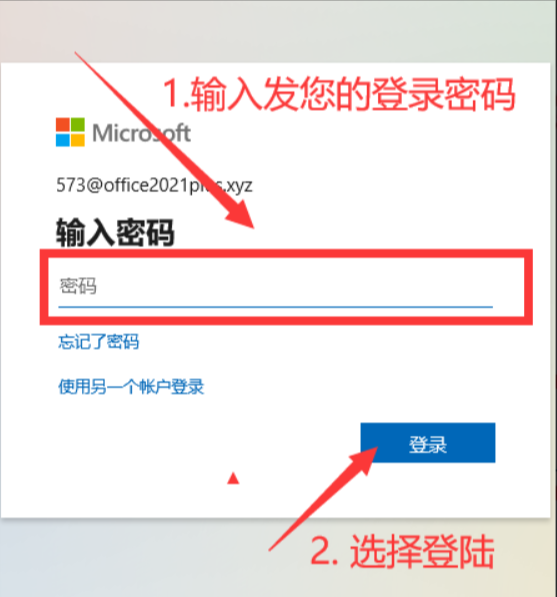 1.输入发您的登录密码
Microsoft
573@office2021plus.xyz
输入密码
密码
忘记了密码
使用另一个帐户登录
登录
2. 选择登陆